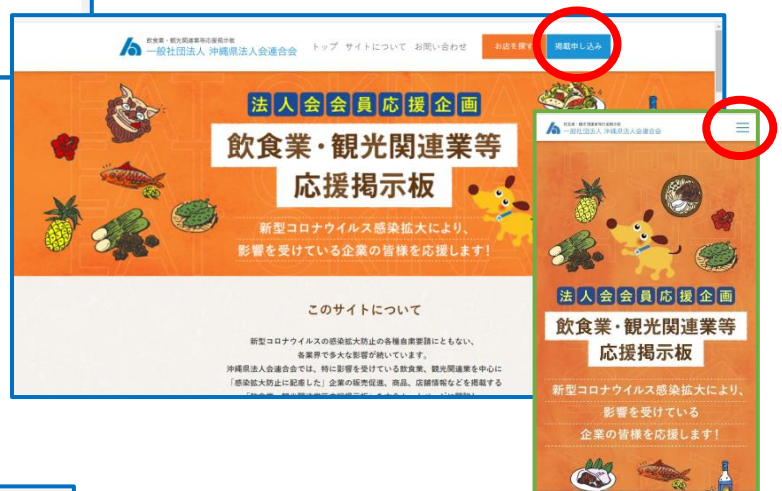 飲食業・観光関連業等応援掲示板
一般社団法人 沖縄県法人会連合会
トップ サイトについて お問い合わせ
お店を探す
掲載申し込み
法人会会員応援企画
飲食業・観光関連業等
応援掲示板
新型コロナウイルス感染拡大により、
影響を受けている企業の皆様を応援します!
このサイトについて
新型コロナウイルスの感染拡大防止の各種自粛要請にともない、
各業界で多大な影響が続いています。
沖縄県法人会連合会では、特に影響を受けている飲食業、観光関連業を中心に
「感染拡大防止に配慮した」企業の販売促進、商品、店舗情報などを掲載する
飲食業・観光関連業等応援掲示板
一般社団法人 沖縄県法人会連合会
法人会会員応援企画
飲食業・観光関連業等
応援掲示板
新型コロナウイルス感染拡大により、
影響を受けている
企業の皆様を応援します!